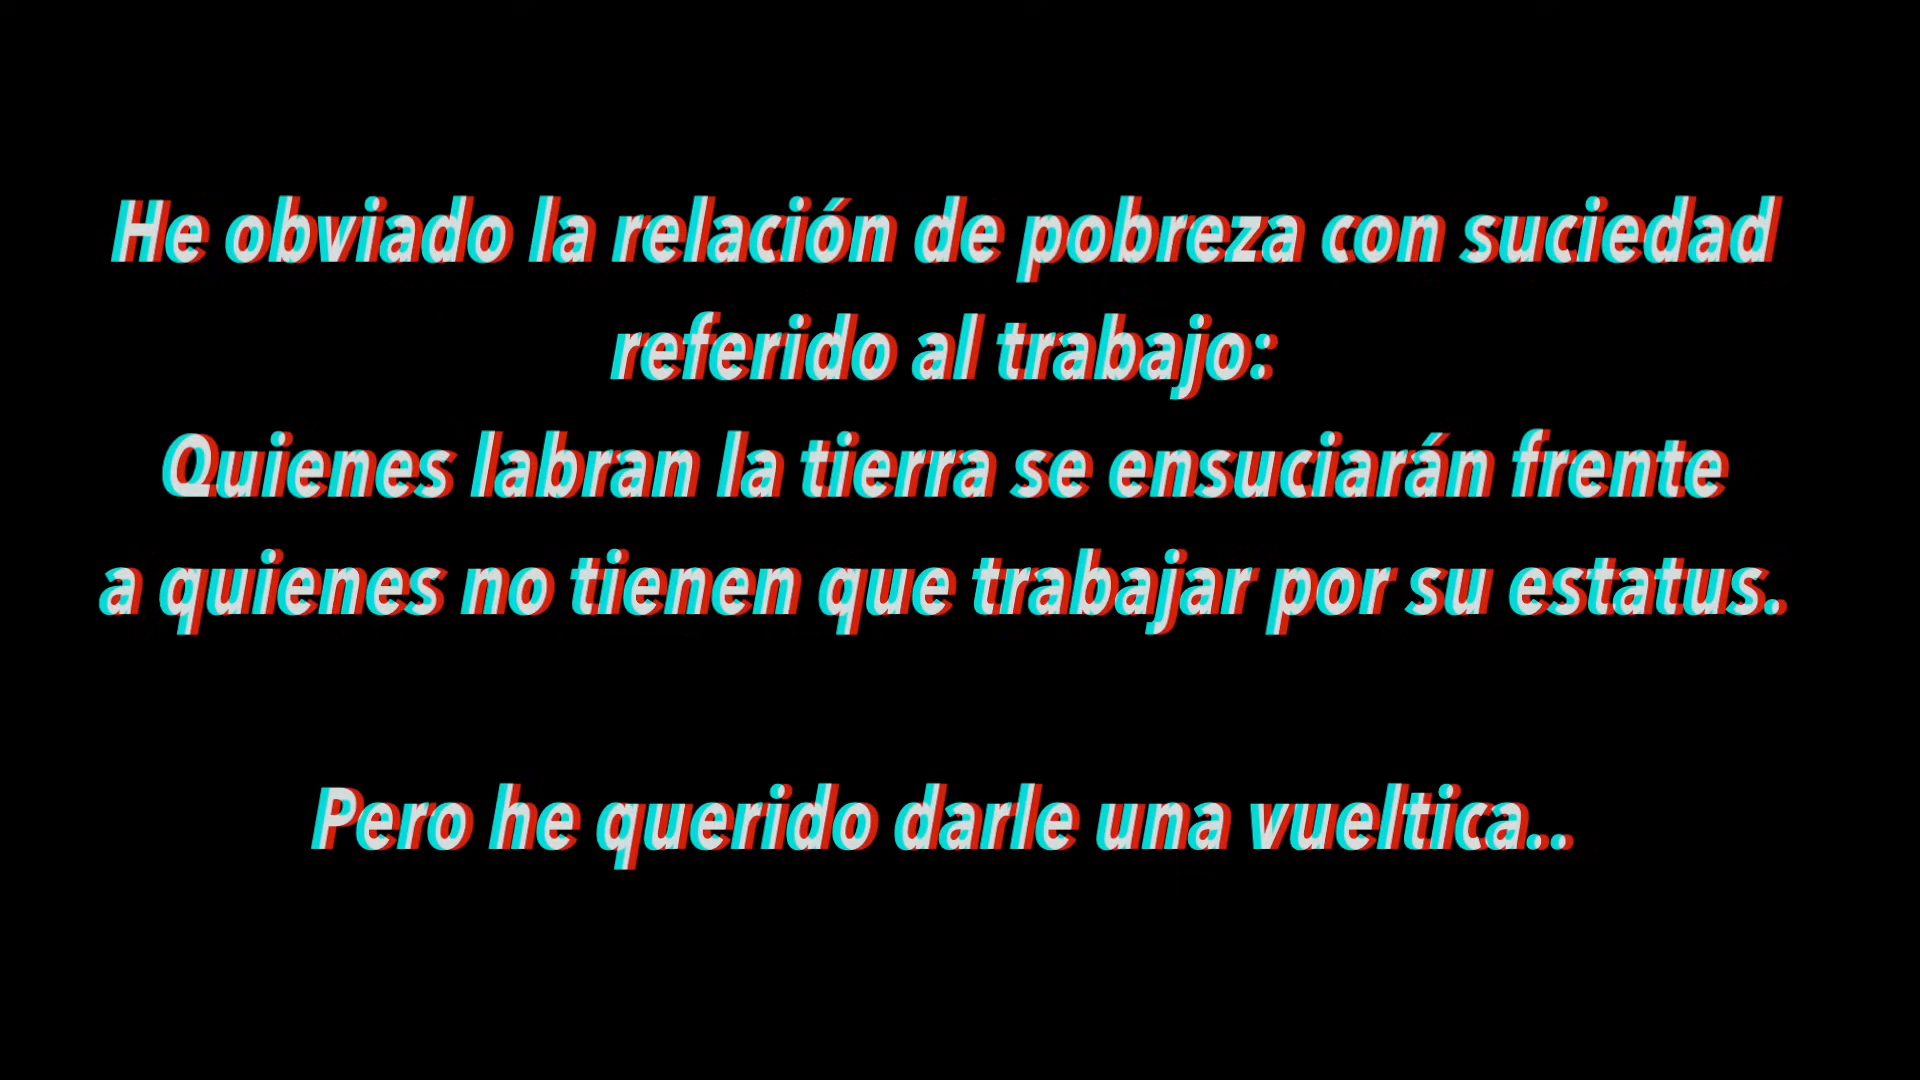 He obviado la relación de pobreza con suciedad
referido al trabajo:
Quienes labran la tierra se ensuciarán frente
a quienes no tienen que trabajar por su estatus.
Pero he querido darle una vueltica..